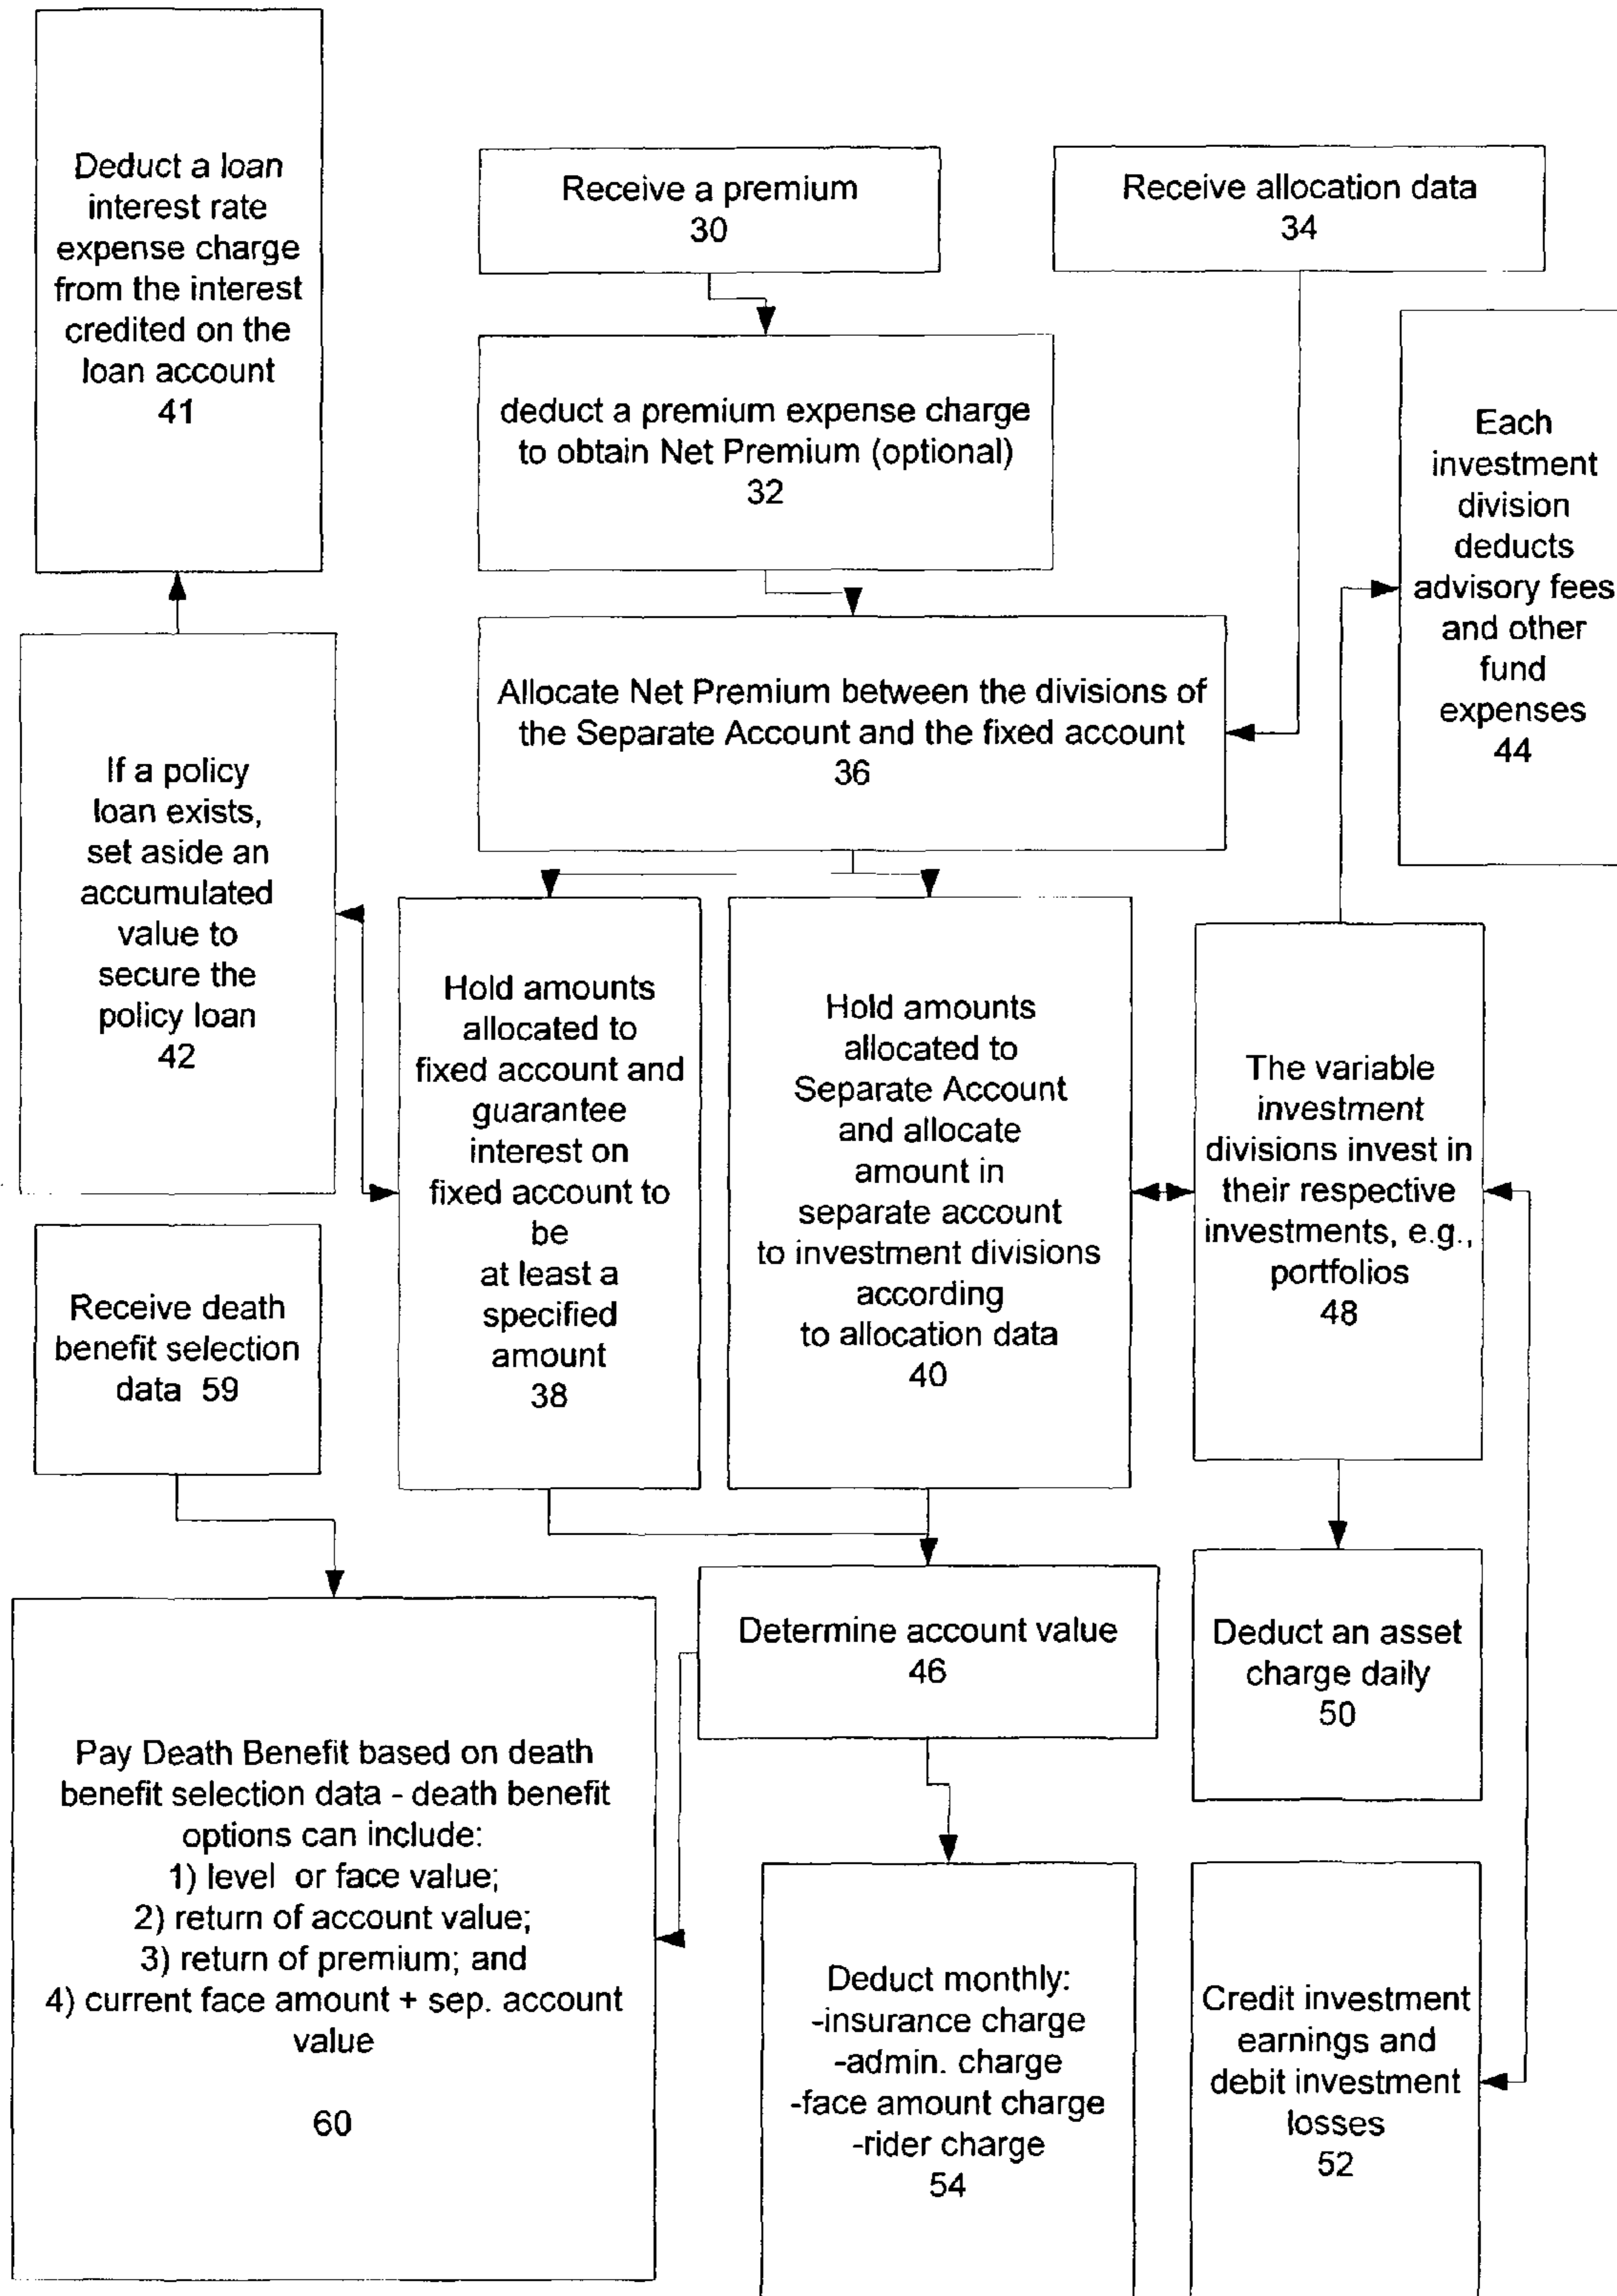 Deduct a loan
interest rate
expense charge
from the interest
credited on the
loan account
41
Receive a premium
30
Receive allocation data
34
deduct a premium expense charge
to obtain Net Premium (optional)
32
Each
investment
division
deducts
advisory fees
and other
fund
expenses
44
Allocate Net Premium between the divisions of
the Separate Account and the fixed account
36
If a policy
loan exists,
set aside an
accumulated
value to
secure the
policy loan
42
Hold amounts
allocated to
fixed account and
guarantee
interest on
fixed account to
be
at least a
specified
amount
38
Hold amounts
allocated to
Separate Account
and allocate
amount in
separate account
to investment divisions
according
to allocation data
40
The variable
investment
divisions invest in
their respective
investments, e.g.,
portfolios
48
Receive death
benefit selection
data 59
Determine account value
46
Deduct an asset
charge daily
50
Pay Death Benefit based on death
benefit selection data - death benefit
options can include:
1) level or face value;
2) return of account value;
3) return of premium; and
4) current face amount + sep. account
value
60
Deduct monthly:
-insurance charge
-admin. charge
-face amount charge
-rider charge
54
Credit investment
earnings and
debit investment
losses
52